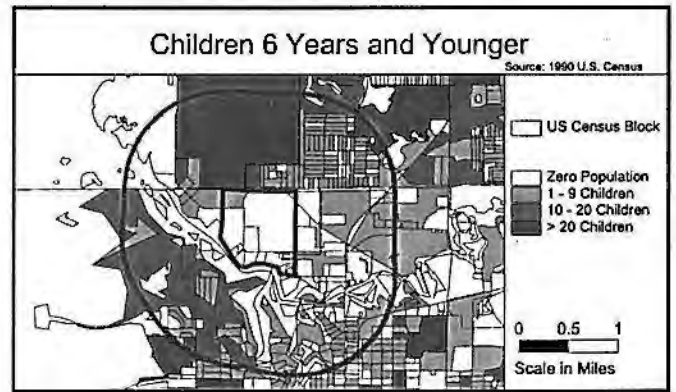 Children 6 Years and Younger
Source: 1990 U.S. Census
US Census Block
Zero Population
1 - 9 Children
10 - 20 Children
> 20 Children
0 0.5 1
Scale in Miles